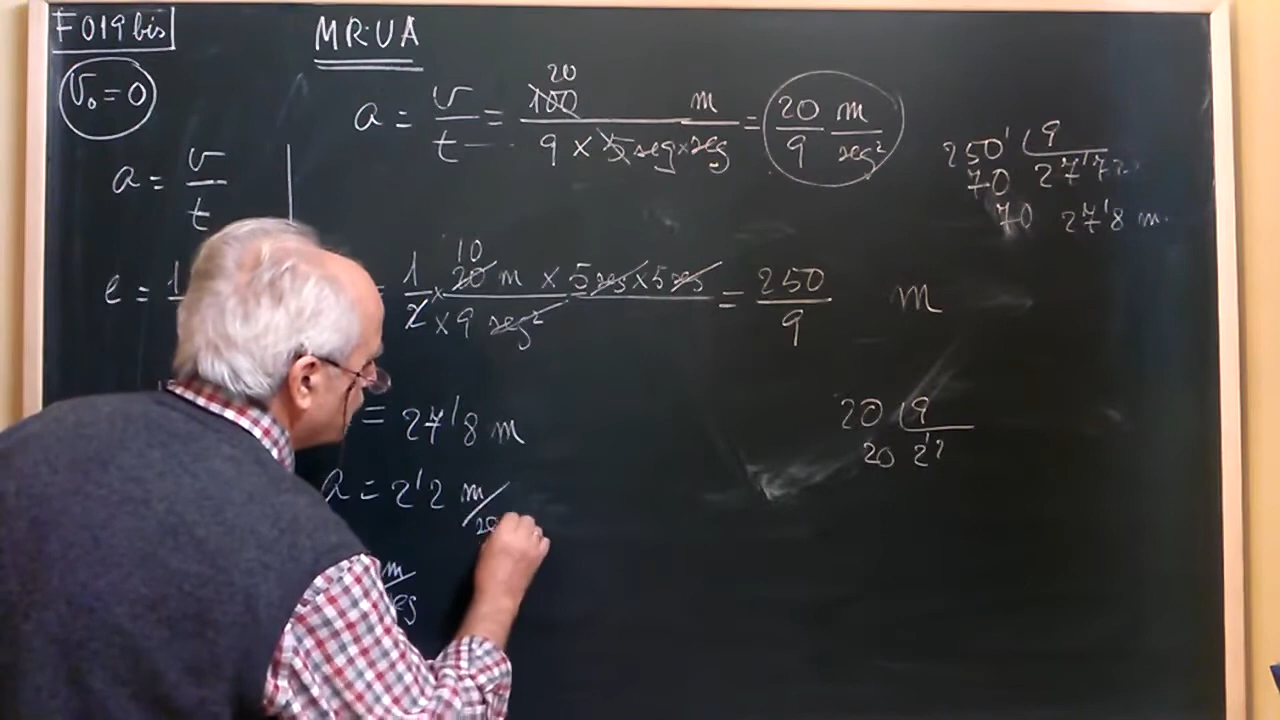 F019bis
MRUA
V₀ = 0
a = v/t = 100/(9 × 5 seg × seg) m = 20/9 m/seg²
20
250' 9
70 27'7
70 27'8 m
a = v/t
e = 1
= 1/2 × 20 m × 5 seg × 5 seg / × 9 seg² = 250/9 m
10
= 27'8 m
20 9
20 2'2
a = 2'2 m/
m/